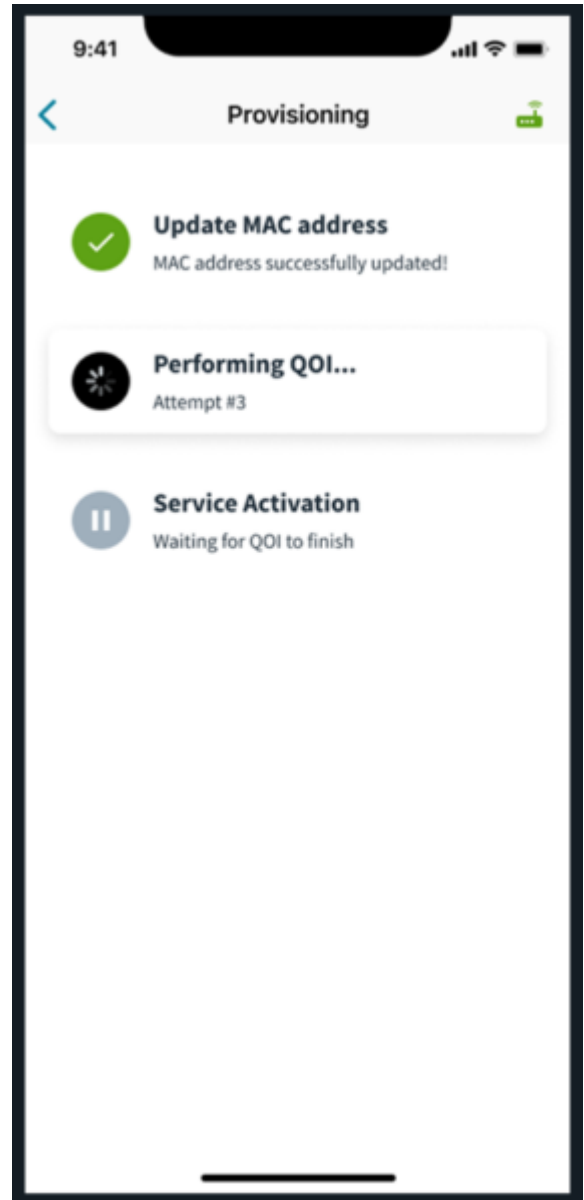 9:41
Provisioning
Update MAC address
MAC address successfully updated!
Performing QOI...
Attempt #3
Service Activation
Waiting for QOI to finish